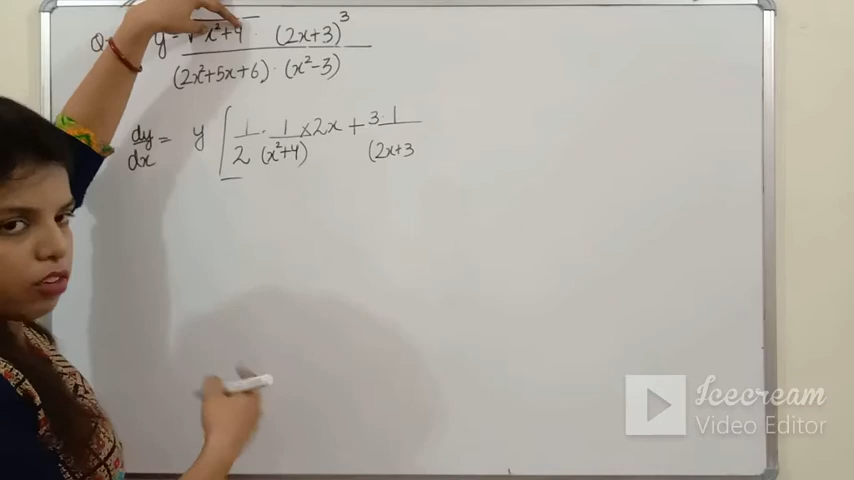 Q- y = √x²+4 · (2x+3)³
(2x²+5x+6) · (x²-3)
dy/dx = y [ 1/2 · 1/(x²+4) × 2x + 3·1/(2x+3
Icecream
Video Editor